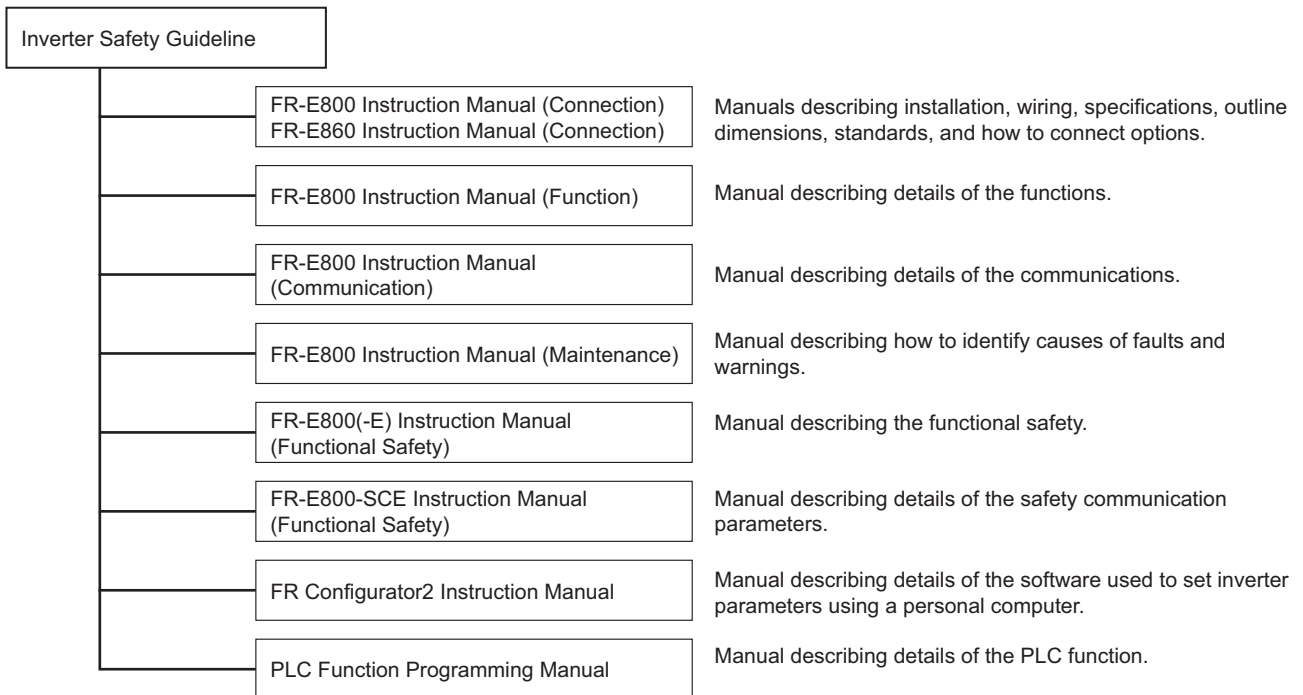 Inverter Safety Guideline
FR-E800 Instruction Manual (Connection)
FR-E860 Instruction Manual (Connection)
Manuals describing installation, wiring, specifications, outline
dimensions, standards, and how to connect options.
FR-E800 Instruction Manual (Function)
Manual describing details of the functions.
FR-E800 Instruction Manual
(Communication)
Manual describing details of the communications.
FR-E800 Instruction Manual (Maintenance)
Manual describing how to identify causes of faults and
warnings.
FR-E800(-E) Instruction Manual
(Functional Safety)
Manual describing the functional safety.
FR-E800-SCE Instruction Manual
(Functional Safety)
Manual describing details of the safety communication
parameters.
FR Configurator2 Instruction Manual
Manual describing details of the software used to set inverter
parameters using a personal computer.
PLC Function Programming Manual
Manual describing details of the PLC function.